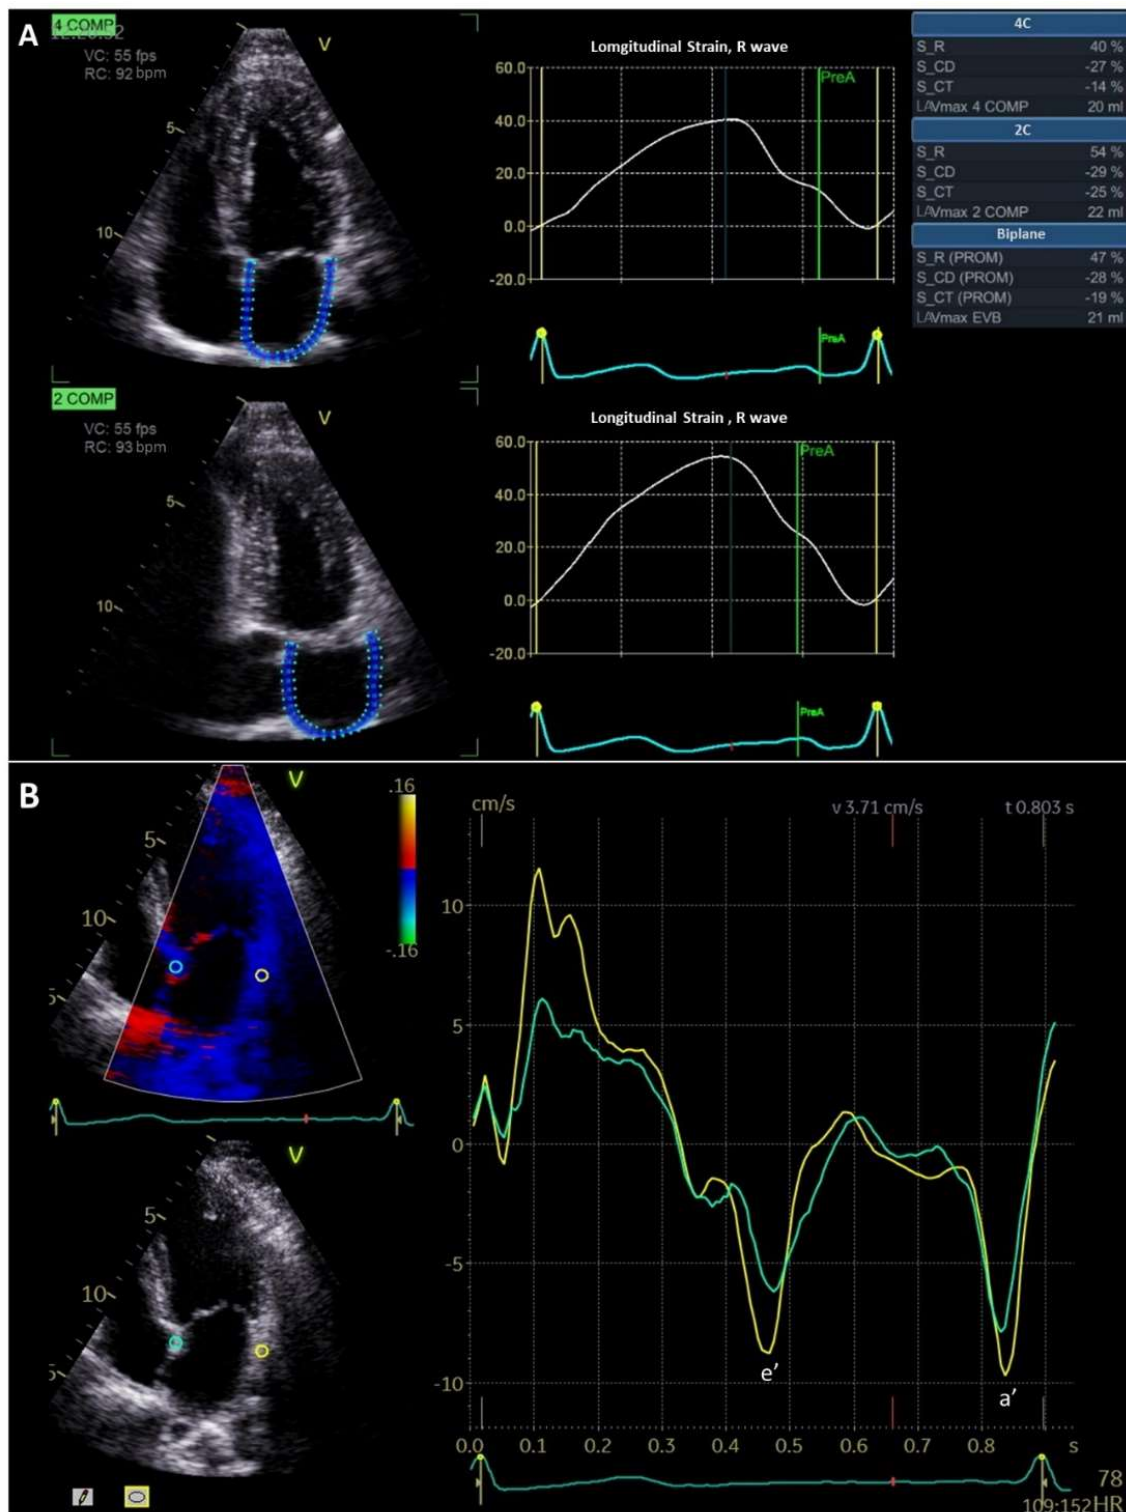 A
4 COMP
VC: 55 fps
RC: 92 bpm
V
5
10
Lomgitudinal Strain, R wave
60.0
40.0
20.0
0.0
-20.0
PreA
PreA
4C
S_R 40 %
S_CD -27 %
S_CT -14 %
LAVmax 4 COMP 20 ml
2C
S_R 54 %
S_CD -29 %
S_CT -25 %
LAVmax 2 COMP 22 ml
Biplane
S_R (PROM) 47 %
S_CD (PROM) -28 %
S_CT (PROM) -19 %
LAVmax EVB 21 ml
2 COMP
VC: 55 fps
RC: 93 bpm
V
5
10
Longitudinal Strain , R wave
60.0
40.0
20.0
0.0
-20.0
PreA
PreA
B
V
.16
-.16
5
10
5
V
5
10
5
cm/s
v 3.71 cm/s t 0.803 s
10
5
0
-5
-10
e’
a’
0.0 0.1 0.2 0.3 0.4 0.5 0.6 0.7 0.8 s
78
109:152HR